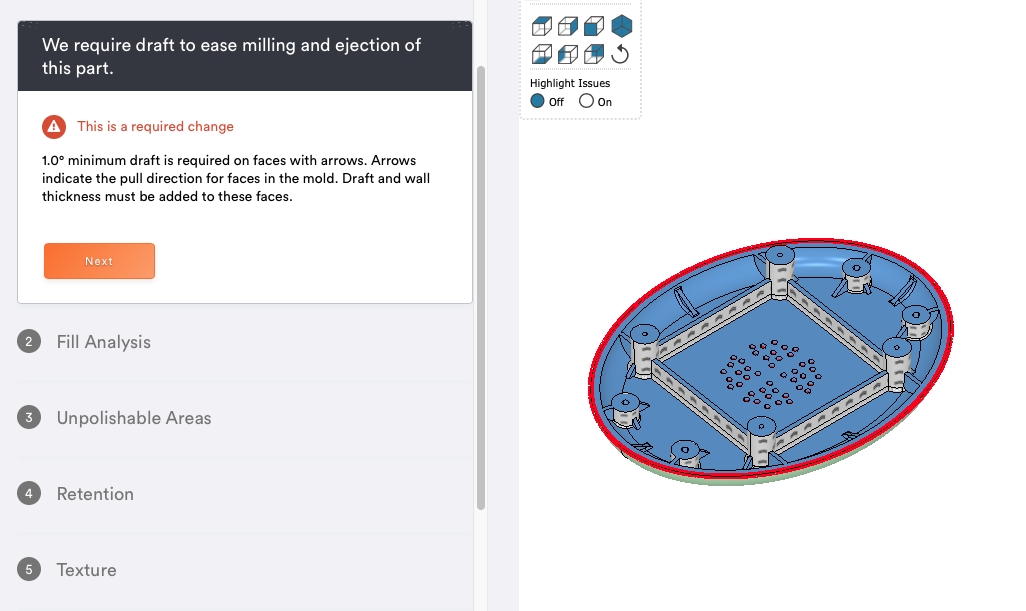 We require draft to ease milling and ejection of
this part.
This is a required change
1.0° minimum draft is required on faces with arrows. Arrows
indicate the pull direction for faces in the mold. Draft and wall
thickness must be added to these faces.
Next
2 Fill Analysis
3 Unpolishable Areas
4 Retention
5 Texture
Highlight Issues
Off On